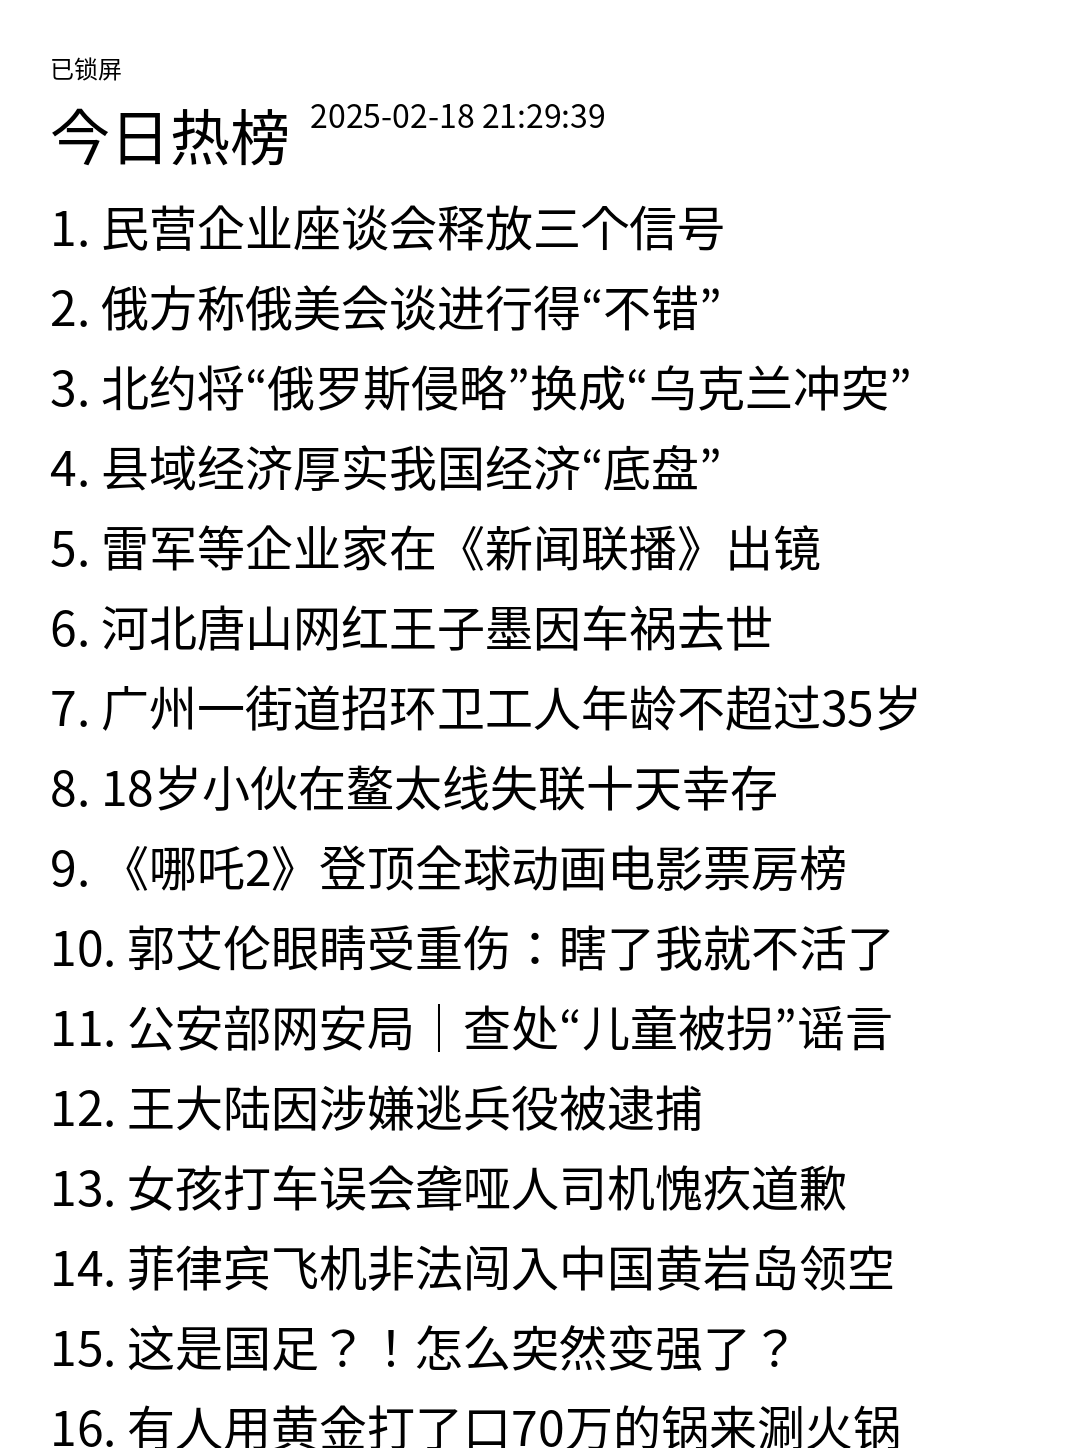 已锁屏
今日热榜 2025-02-18 21:29:39
1. 民营企业座谈会释放三个信号
2. 俄方称俄美会谈进行得“不错”
3. 北约将“俄罗斯侵略”换成“乌克兰冲突”
4. 县域经济厚实我国经济“底盘”
5. 雷军等企业家在《新闻联播》出镜
6. 河北唐山网红王子墨因车祸去世
7. 广州一街道招环卫工人年龄不超过35岁
8. 18岁小伙在鳌太线失联十天幸存
9. 《哪吒2》登顶全球动画电影票房榜
10. 郭艾伦眼睛受重伤：瞎了我就不活了
11. 公安部网安局｜查处“儿童被拐”谣言
12. 王大陆因涉嫌逃兵役被逮捕
13. 女孩打车误会聋哑人司机愧疚道歉
14. 菲律宾飞机非法闯入中国黄岩岛领空
15. 这是国足？！怎么突然变强了？
16. 有人用黄金打了口70万的锅来涮火锅